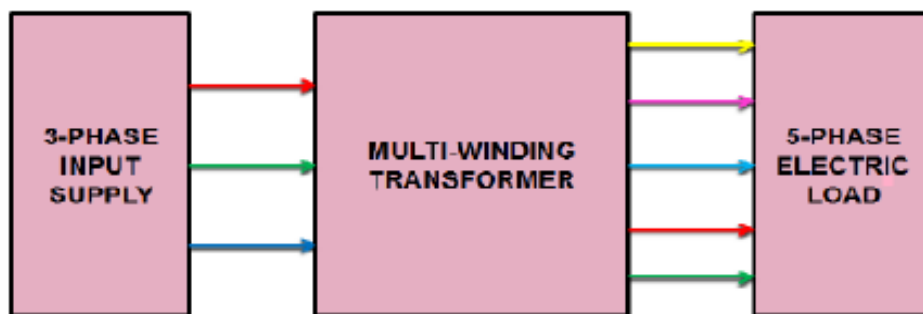 3-PHASE
INPUT
SUPPLY
MULTI-WINDING
TRANSFORMER
5-PHASE
ELECTRIC
LOAD